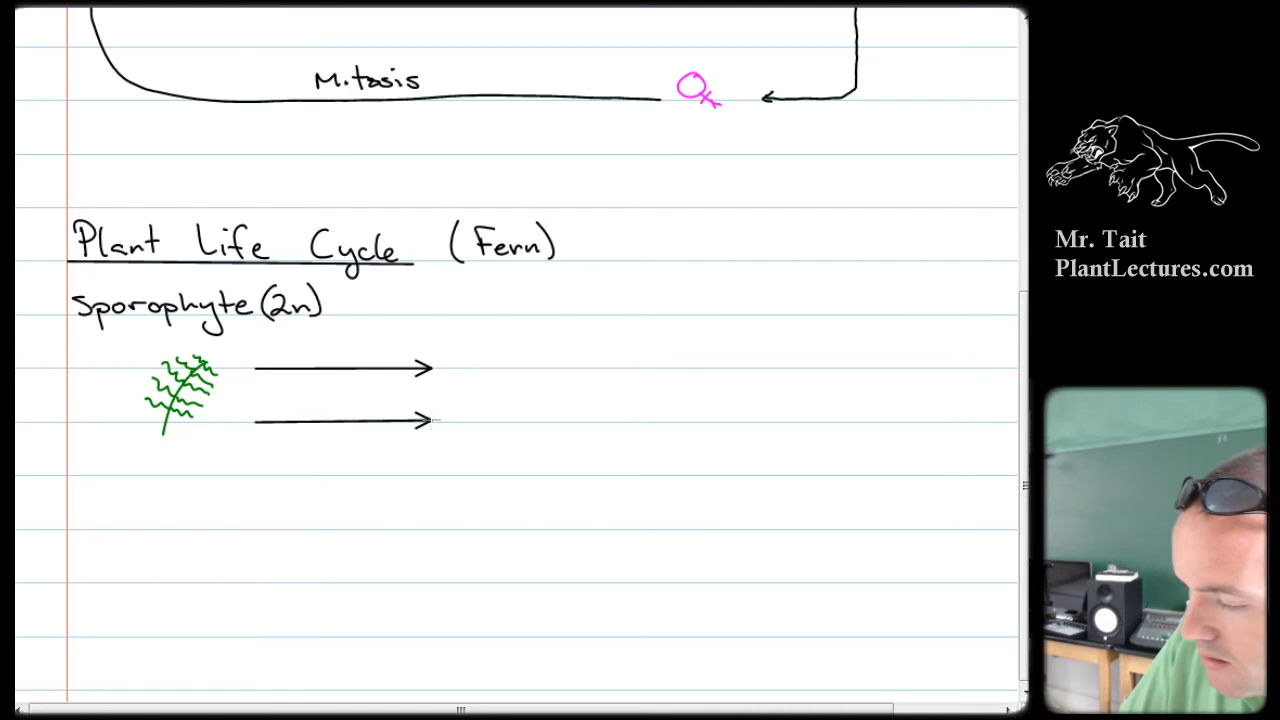 Mitosis
Plant Life Cycle (Fern)
Sporophyte (2n)
Mr. Tait
PlantLectures.com